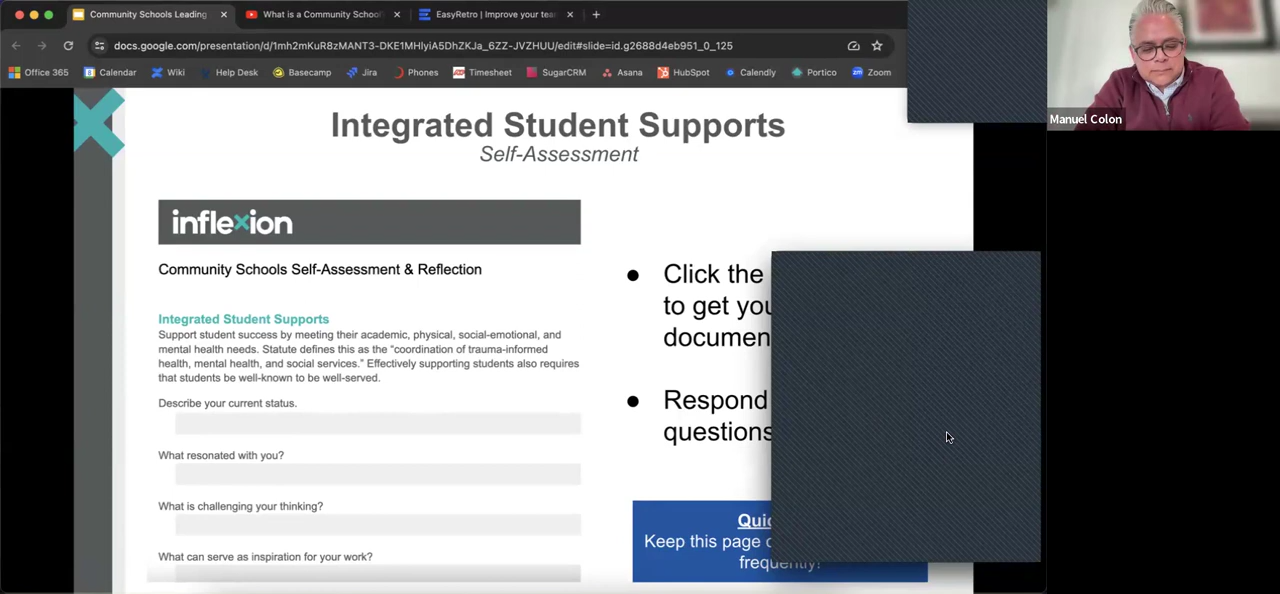 Community Schools Leading
What is a Community School
EasyRetro | Improve your tea
docs.google.com/presentation/d/1mh2mKuR8zMANT3-DKE1MHlyiA5DhZKJa_6ZZ-JVZHUU/edit#slide=id.g2688d4eb951_0_125
Office 365 Calendar Wiki Help Desk Basecamp Jira Phones Timesheet SugarCRM Asana HubSpot Calendly Portico Zoom
Manuel Colon
Integrated Student Supports
Self-Assessment
inflexion
Community Schools Self-Assessment & Reflection
Integrated Student Supports
Support student success by meeting their academic, physical, social-emotional, and
mental health needs. Statute defines this as the “coordination of trauma-informed
health, mental health, and social services.” Effectively supporting students also requires
that students be well-known to be well-served.
Describe your current status.
What resonated with you?
What is challenging your thinking?
What can serve as inspiration for your work?
● Click the
to get you
documen
● Respond
questions
Quic
Keep this page
frequently!